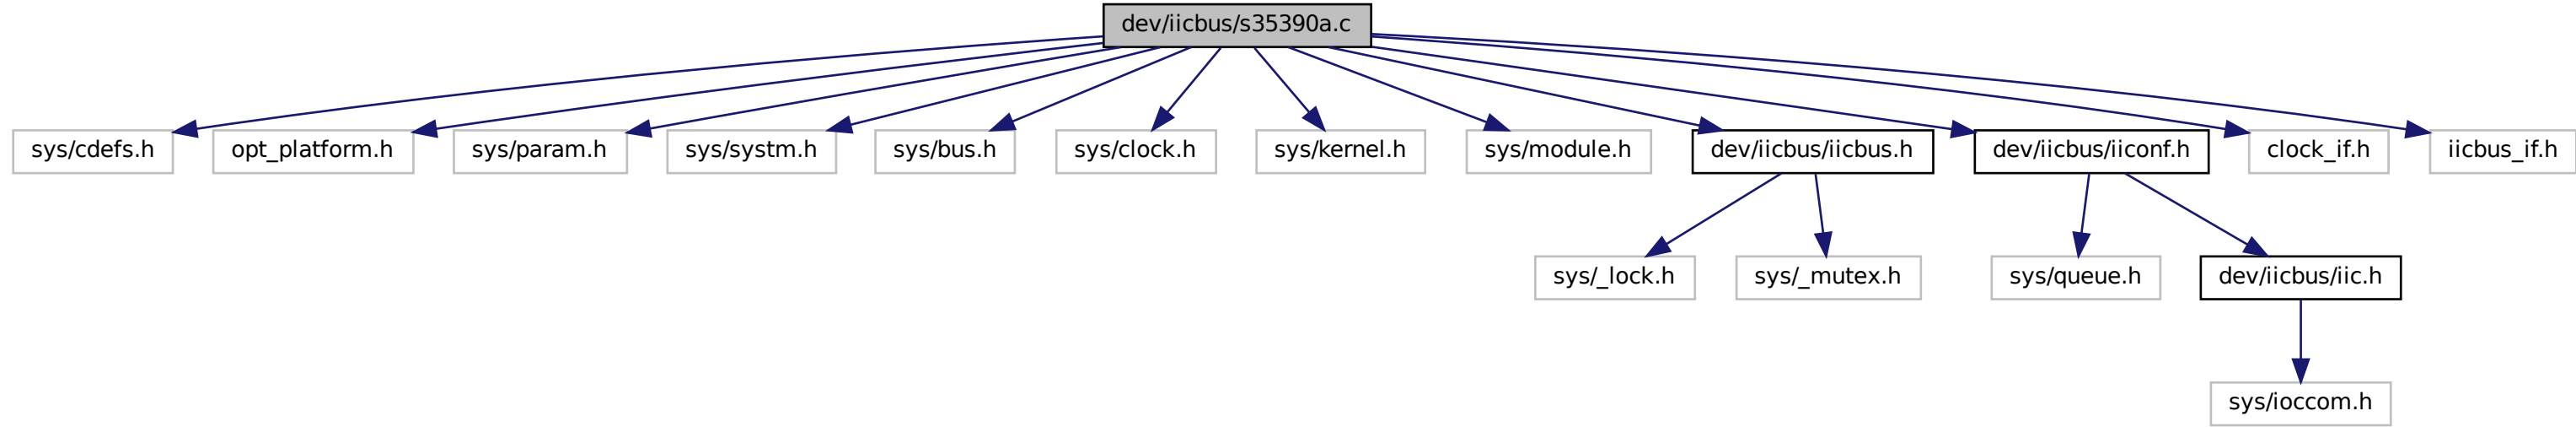 dev/iicbus/s35390a.c
sys/cdefs.h
opt_platform.h
sys/param.h
sys/systm.h
sys/bus.h
sys/clock.h
sys/kernel.h
sys/module.h
dev/iicbus/iicbus.h
dev/iicbus/iiconf.h
clock_if.h
iicbus_if.h
sys/_lock.h
sys/_mutex.h
sys/queue.h
dev/iicbus/iic.h
sys/ioccom.h